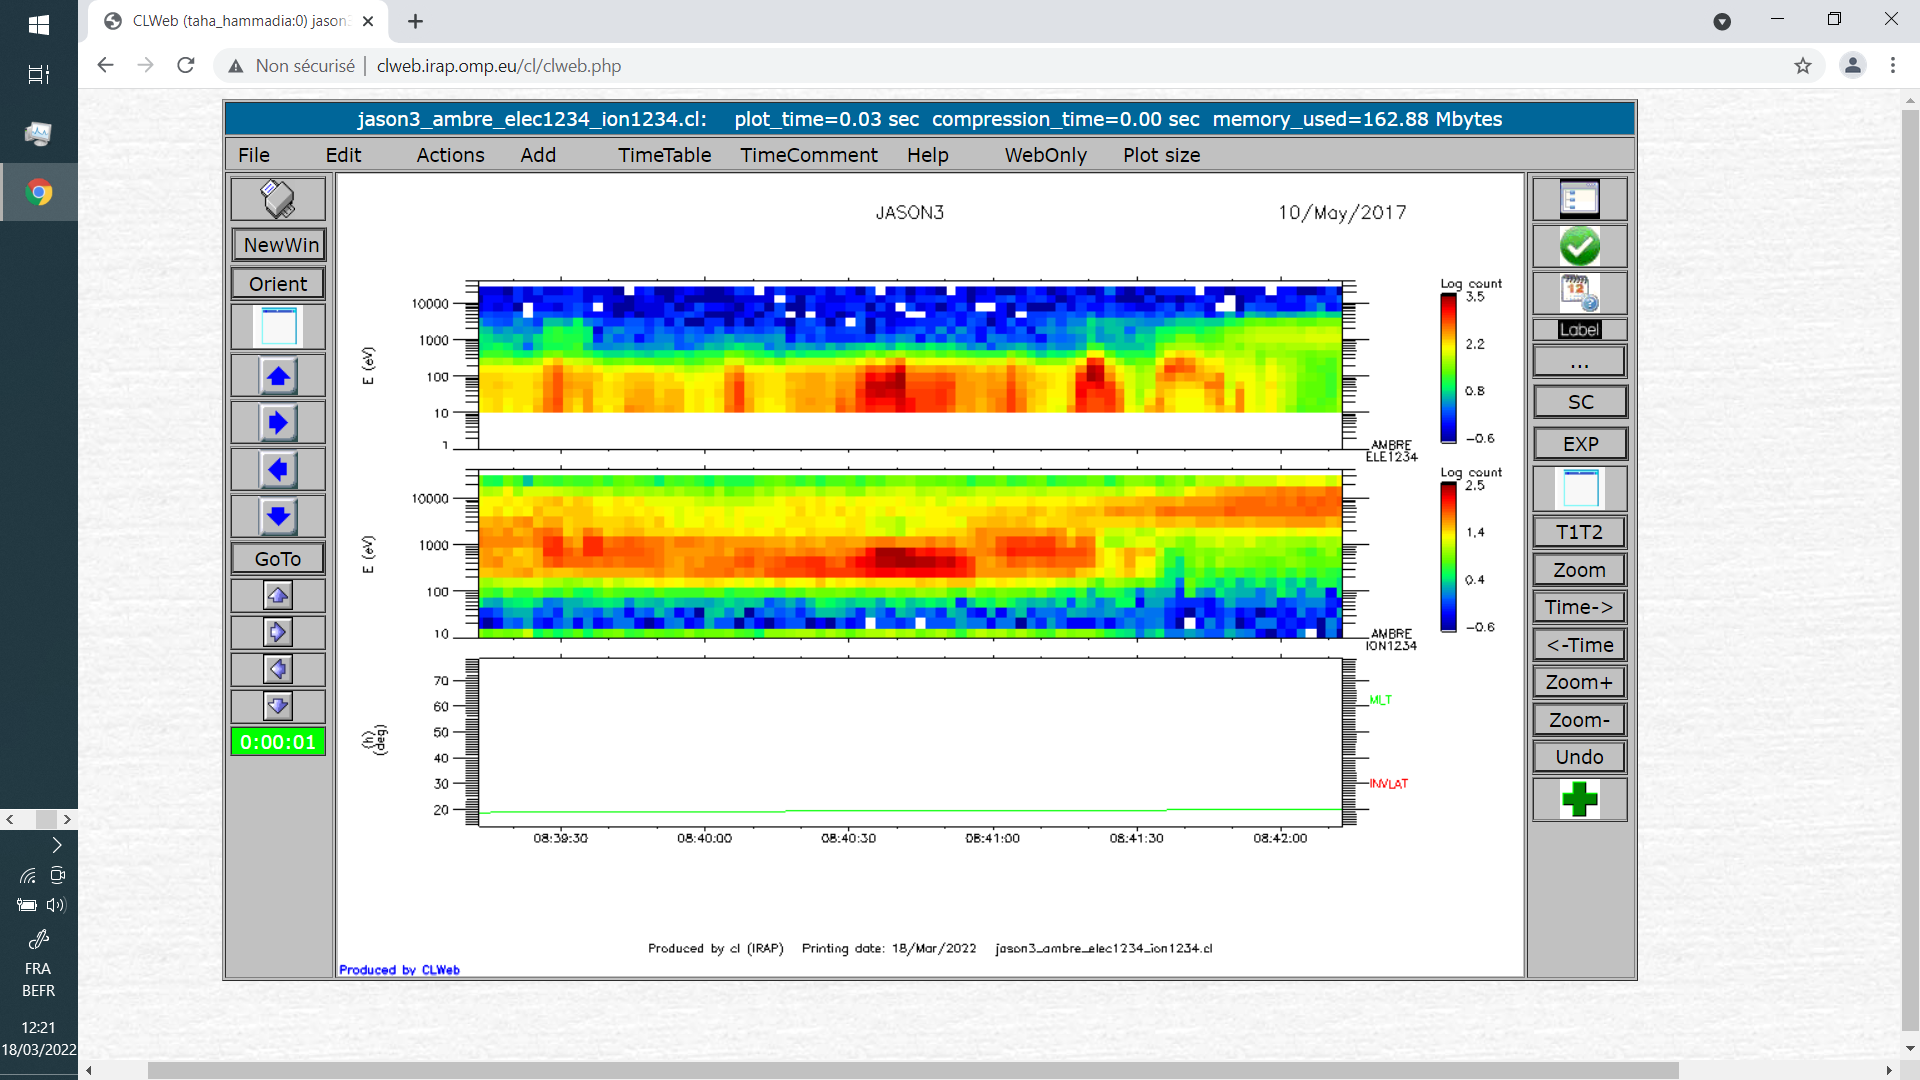 CLWeb (taha_hammadia:0) jason3
Non sécurisé | clweb.irap.omp.eu/cl/clweb.php
jason3_ambre_elec1234_ion1234.cl: plot_time=0.03 sec compression_time=0.00 sec memory_used=162.88 Mbytes
File Edit Actions Add TimeTable TimeComment Help WebOnly Plot size
NewWin
Orient
GoTo
0:00:01
JASON3 10/May/2017
10000
1000
100
10
1
E (eV)
Log count
3.5
2.2
0.8
-0.6
AMBRE
ELE1234
10000
1000
100
10
E (eV)
Log count
2.5
1.4
0.4
-0.6
AMBRE
ION1234
70
60
50
40
30
20
(h)
(deg)
MLT
INVLAT
08:39:30 08:40:00 08:40:30 08:41:00 08:41:30 08:42:00
Produced by cl (IRAP) Printing date: 18/Mar/2022 jason3_ambre_elec1234_ion1234.cl
Produced by CLWeb
12
Label
...
SC
EXP
T1T2
Zoom
Time->
<-Time
Zoom+
Zoom-
Undo
FRA
BEFR
12:21
18/03/2022